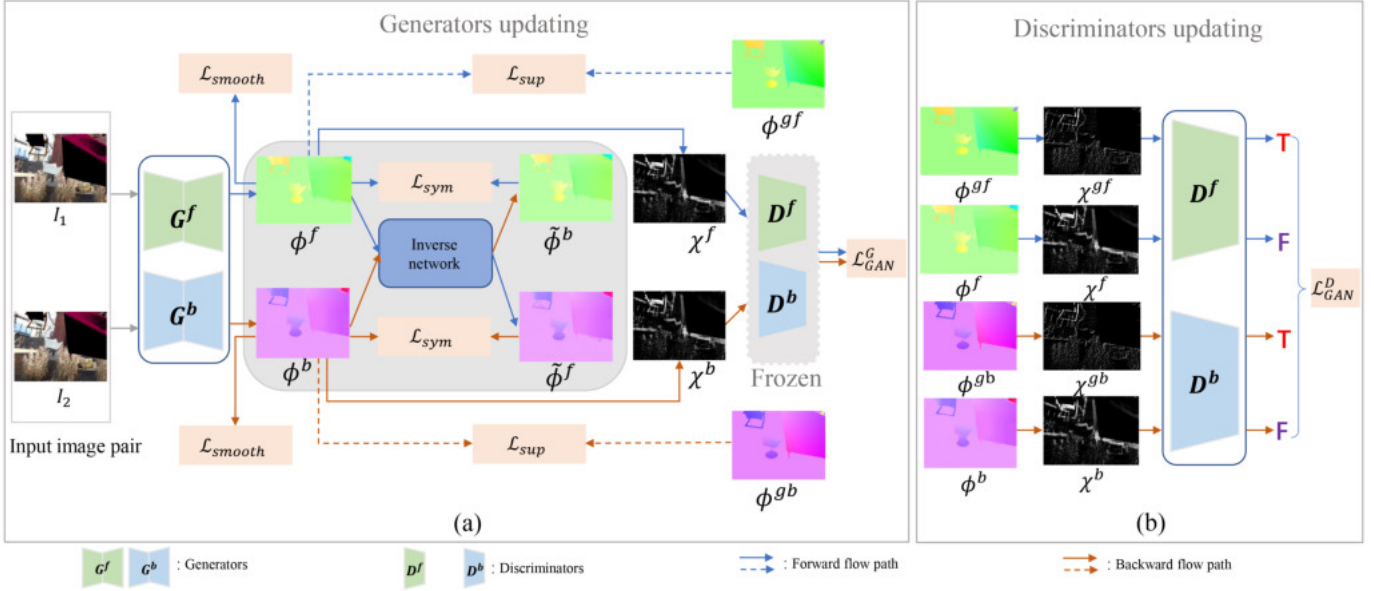 Generators updating
Discriminators updating
ℒ_smooth
ℒ_sup
ϕ^gf
I_1
G^f
ϕ^f
ℒ_sym
ϕ̃^b
χ^f
D^f
Inverse
network
ℒ^G_GAN
I_2
G^b
ϕ^b
ℒ_sym
ϕ̃^f
χ^b
D^b
Frozen
Input image pair
ℒ_smooth
ℒ_sup
ϕ^gb
(a)
ϕ^gf
χ^gf
D^f
T
ϕ^f
χ^f
F
ℒ^D_GAN
ϕ^gb
χ^gb
D^b
T
ϕ^b
χ^b
F
(b)
G^f G^b : Generators
D^f D^b : Discriminators
: Forward flow path
: Backward flow path